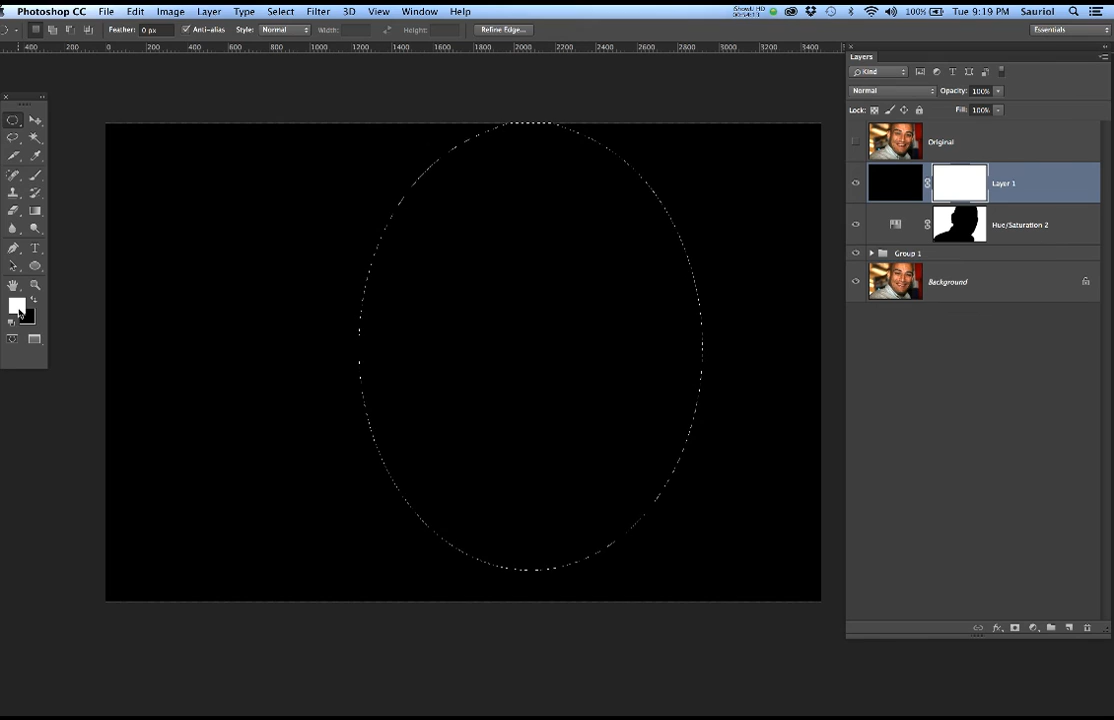 Photoshop CC File Edit Image Layer Type Select Filter 3D View Window Help iShowU HD 100% Tue 9:19 PM Sauriol
Feather: 0 px Anti-alias Style: Normal Width: Height: Refine Edge... Essentials
400 200 0 200 400 600 800 1000 1200 1400 1600 1800 2000 2200 2400 2600 2800 3000 3200 3400
Layers
Kind
Normal Opacity: 100%
Lock: Fill: 100%
Original
Layer 1
Hue/Saturation 2
Group 1
Background